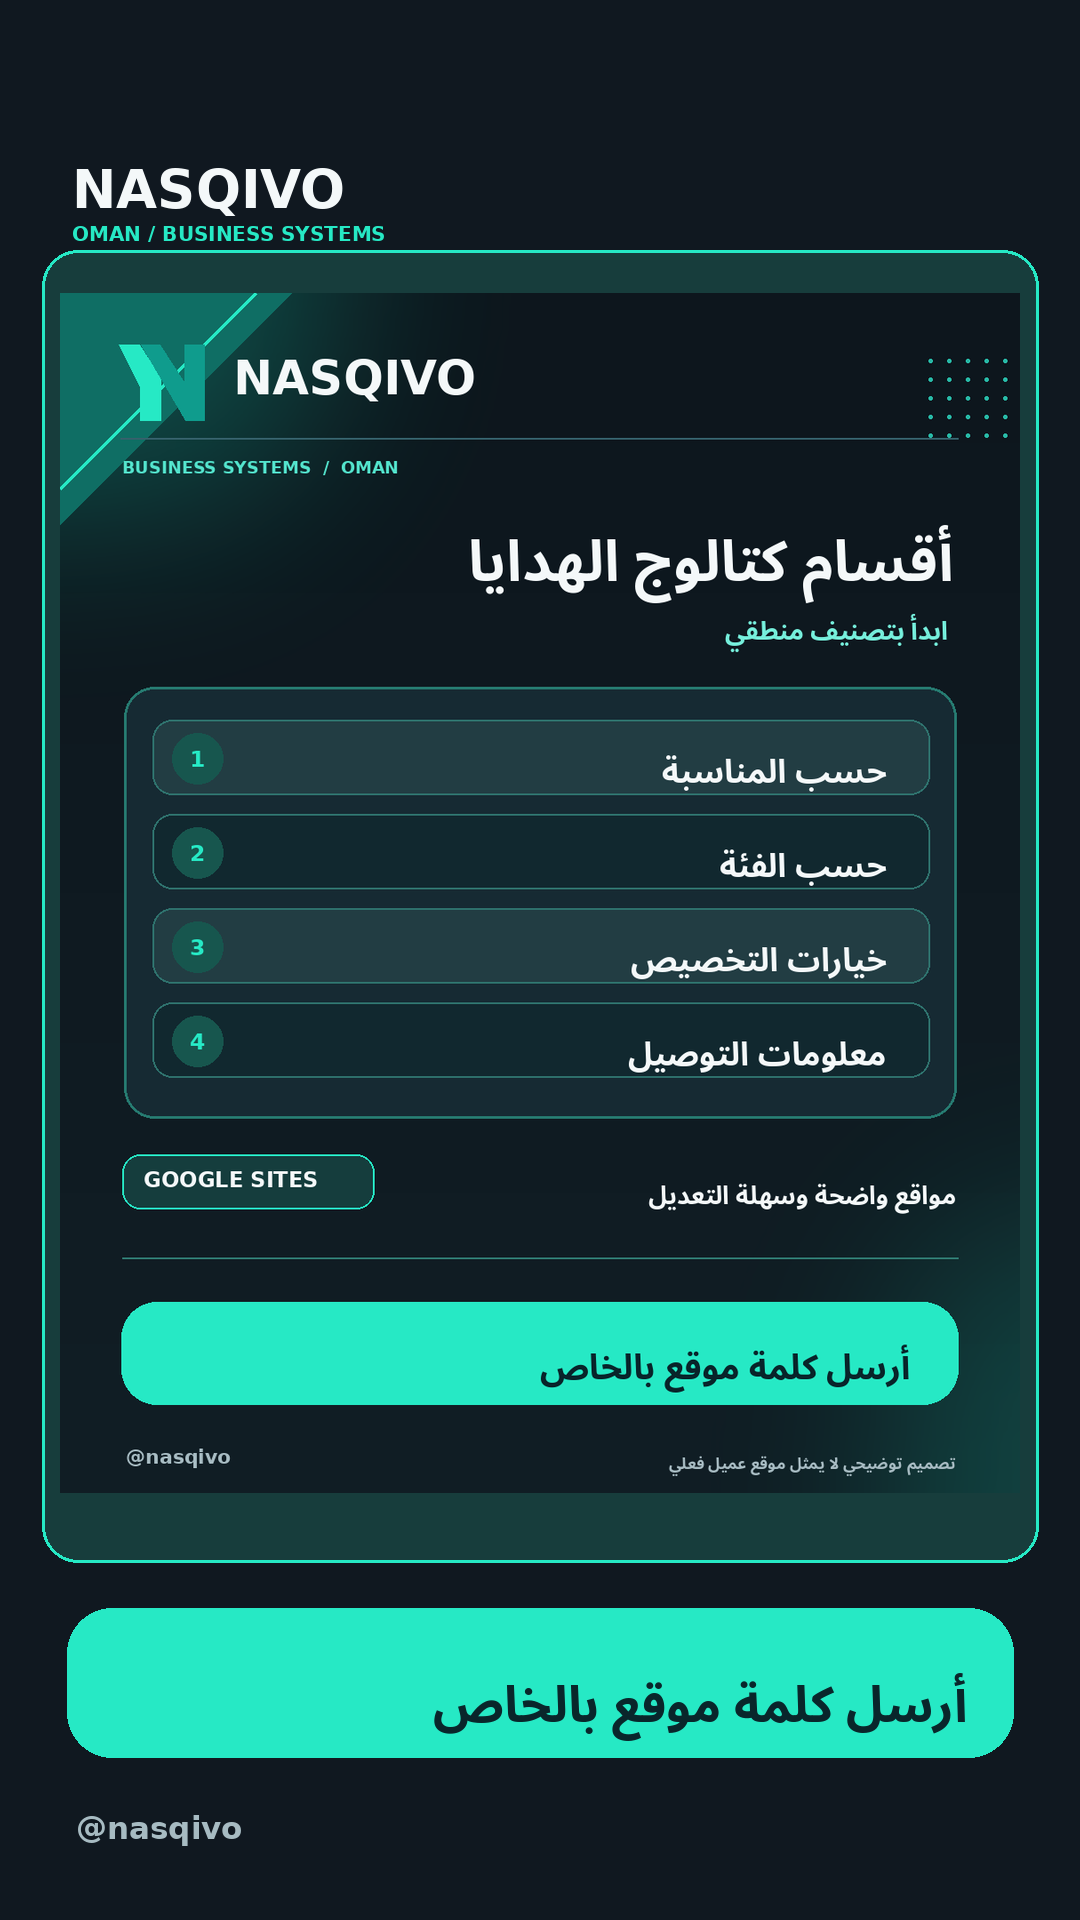 NASQIVO
OMAN / BUSINESS SYSTEMS
NASQIVO
BUSINESS SYSTEMS / OMAN
أقسام كتالوج الهدايا
ابدأ بتصنيف منطقي
1 حسب المناسبة
2 حسب الفئة
3 خيارات التخصيص
4 معلومات التوصيل
GOOGLE SITES
مواقع واضحة وسهلة التعديل
أرسل كلمة موقع بالخاص
@nasqivo
تصميم توضيحي لا يمثل موقع عميل فعلي
أرسل كلمة موقع بالخاص
@nasqivo